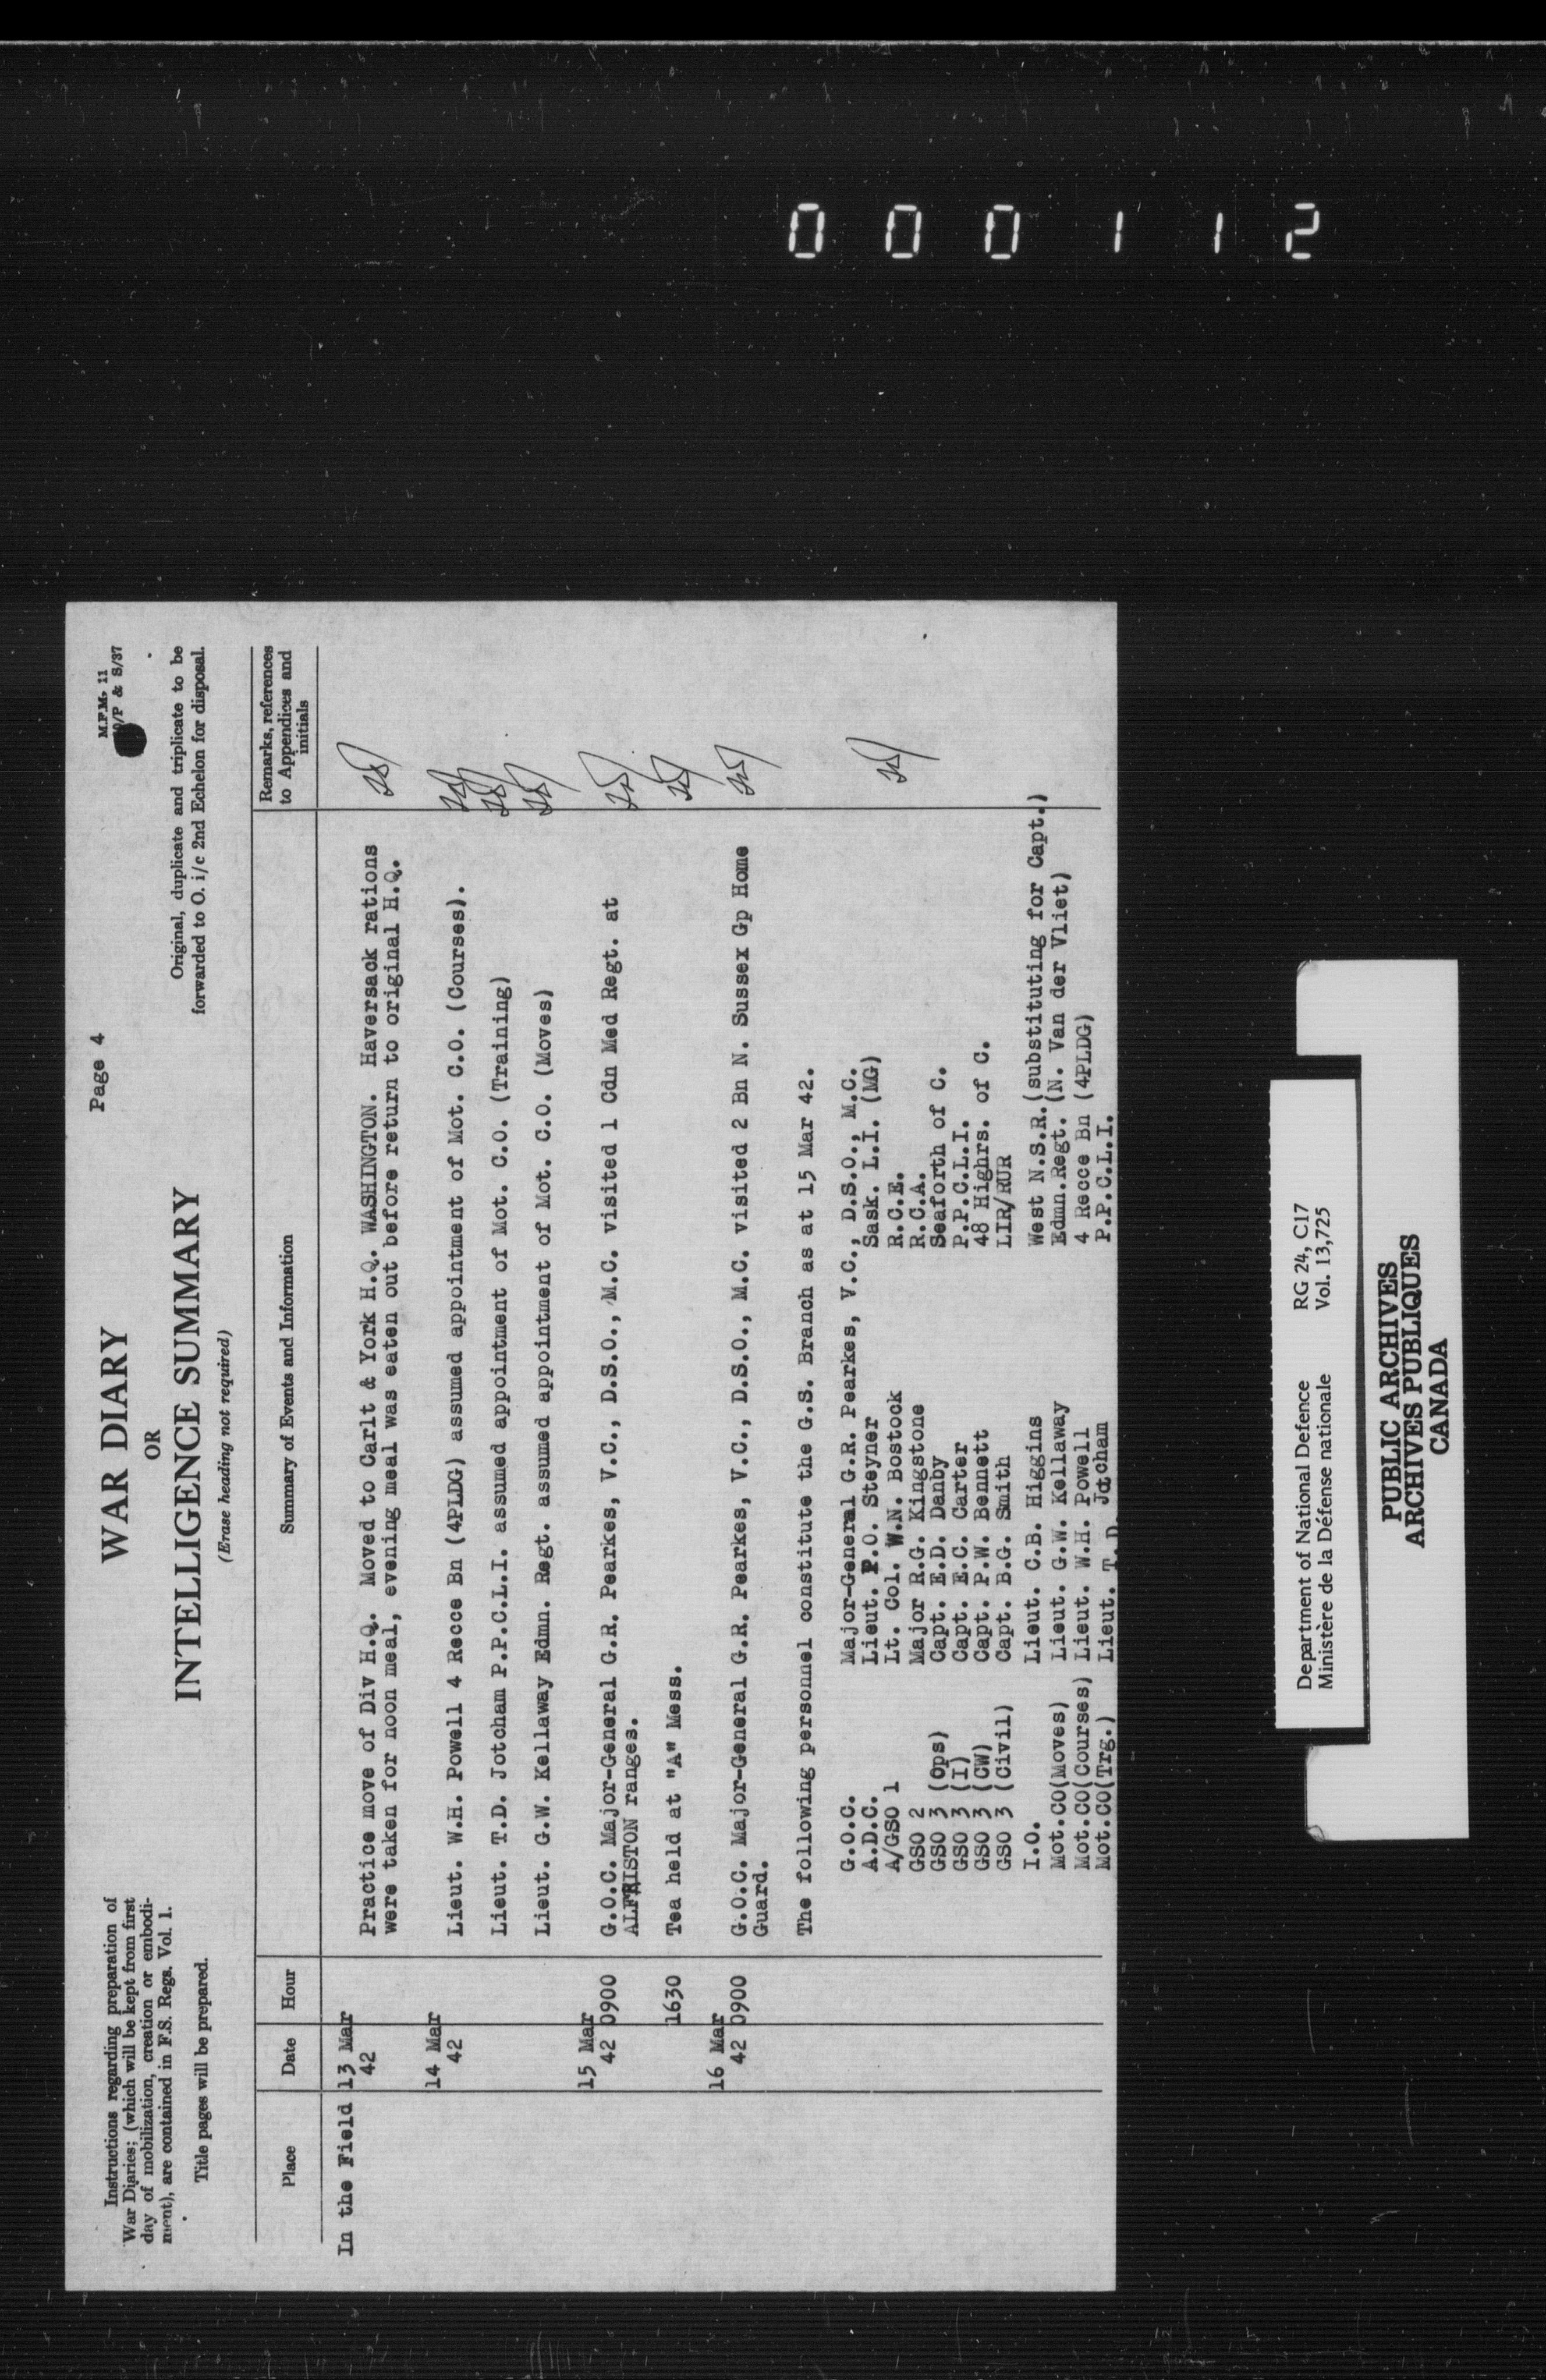 Instructions regarding preparation of
War Diaries; (which will be kept from first
day of mobilization, creation or embodi-
ment), are contained in F.S. Regs. Vol. 1.
Title pages will be prepared.
WAR DIARY
OR
INTELLIGENCE SUMMARY
(Erase heading not required)
Page 4
M.F.M. 11
/P & S/37
Original, duplicate and triplicate to be
forwarded to O. i/c 2nd Echelon for disposal.
Place Date Hour Summary of Events and Information Remarks, references to Appendices and initials
In the Field 13 Mar
42 Practice move of Div H.Q. Moved to Carlt & York H.Q. WASHINGTON. Haversack rations
were taken for noon meal, evening meal was eaten out before return to original H.Q.
14 Mar
42 Lieut. W.H. Powell 4 Recce Bn (4PLDG) assumed appointment of Mot. C.O. (Courses).
Lieut. T.D. Jotcham P.P.C.L.I. assumed appointment of Mot. C.O. (Training)
Lieut. G.W. Kellaway Edmn. Regt. assumed appointment of Mot. C.O. (Moves)
15 Mar
42 0900 G.O.C. Major-General G.R. Pearkes, V.C., D.S.O., M.C. visited 1 Cdn Med Regt. at
ALFRISTON ranges.
1630 Tea held at "A" Mess.
16 Mar
42 0900 G.O.C. Major-General G.R. Pearkes, V.C., D.S.O., M.C. visited 2 Bn N. Sussex Gp Home
Guard.
The following personnel constitute the G.S. Branch as at 15 Mar 42.
G.O.C. Major-General G.R. Pearkes, V.C., D.S.O., M.C.
A.D.C. Lieut. P.O. Steyner Sask. L.I. (MG)
A/GSO 1 Lt. Col. W.N. Bostock R.C.E.
GSO 2 Major R.G. Kingstone R.C.A.
GSO 3 (Ops) Capt. E.D. Danby Seaforth of C.
GSO 3 (I) Capt. E.C. Carter P.P.C.L.I.
GSO 3 (CW) Capt. P.W. Bennett 48 Highrs. of C.
GSO 3 (Civil) Capt. B.G. Smith LIR/RUR
I.O. Lieut. C.B. Higgins West N.S.R.(substituting for Capt.)
Mot.CO(Moves) Lieut. G.W. Kellaway Edmn.Regt. (N. Van der Vliet)
Mot.CO(Courses) Lieut. W.H. Powell 4 Recce Bn (4PLDG)
Mot.CO(Trg.) Lieut. T.D. Jotcham P.P.C.L.I.
000112
Department of National Defence RG 24, C17
Ministère de la Défense nationale Vol. 13,725
PUBLIC ARCHIVES
ARCHIVES PUBLIQUES
CANADA